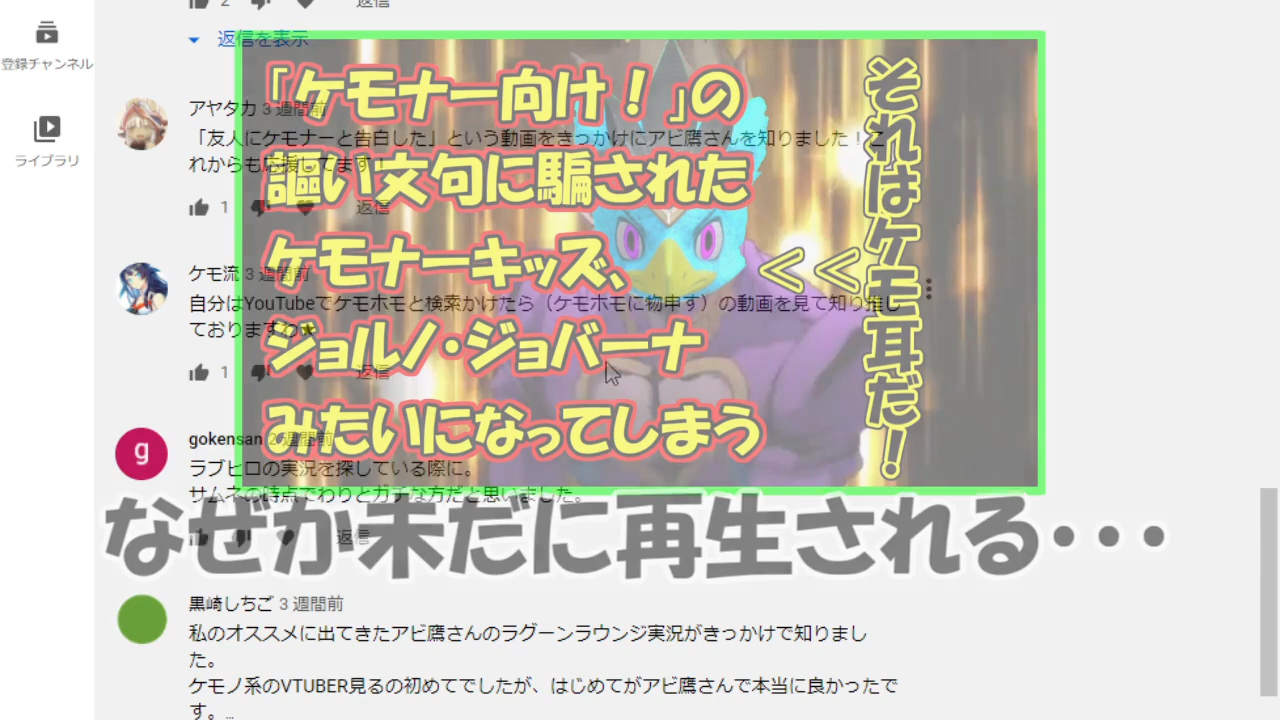 2 返信
登録チャンネル
返信を表示
ライブラリ
アヤタカ 3 週間前
「友人にケモナーと告白した」という動画をきっかけにアビ鷹さんを知りました！こ
れからも応援してます！
1 返信
ケモ流 3 週間前
自分はYouTubeでケモホモと検索かけたら（ケモホモに物申す）の動画を見て知り推し
ておりますわ★
1 返信
g
gokensan 2 週間前
ラブヒロの実況を探している際に。
サムネの時点でわりとガチな方だと思いました。
返信
黒崎しちご 3 週間前
私のオススメに出てきたアビ鷹さんのラグーンラウンジ実況がきっかけで知りまし
た。
ケモノ系のVTUBER見るの初めてでしたが、はじめてがアビ鷹さんで本当に良かったで
す。...
「ケモナー向け！」の
謳い文句に騙された
ケモナーキッズ、
ジョルノ・ジョバーナ
みたいになってしまう
<<
それはケモ耳だ！
なぜか未だに再生される・・・